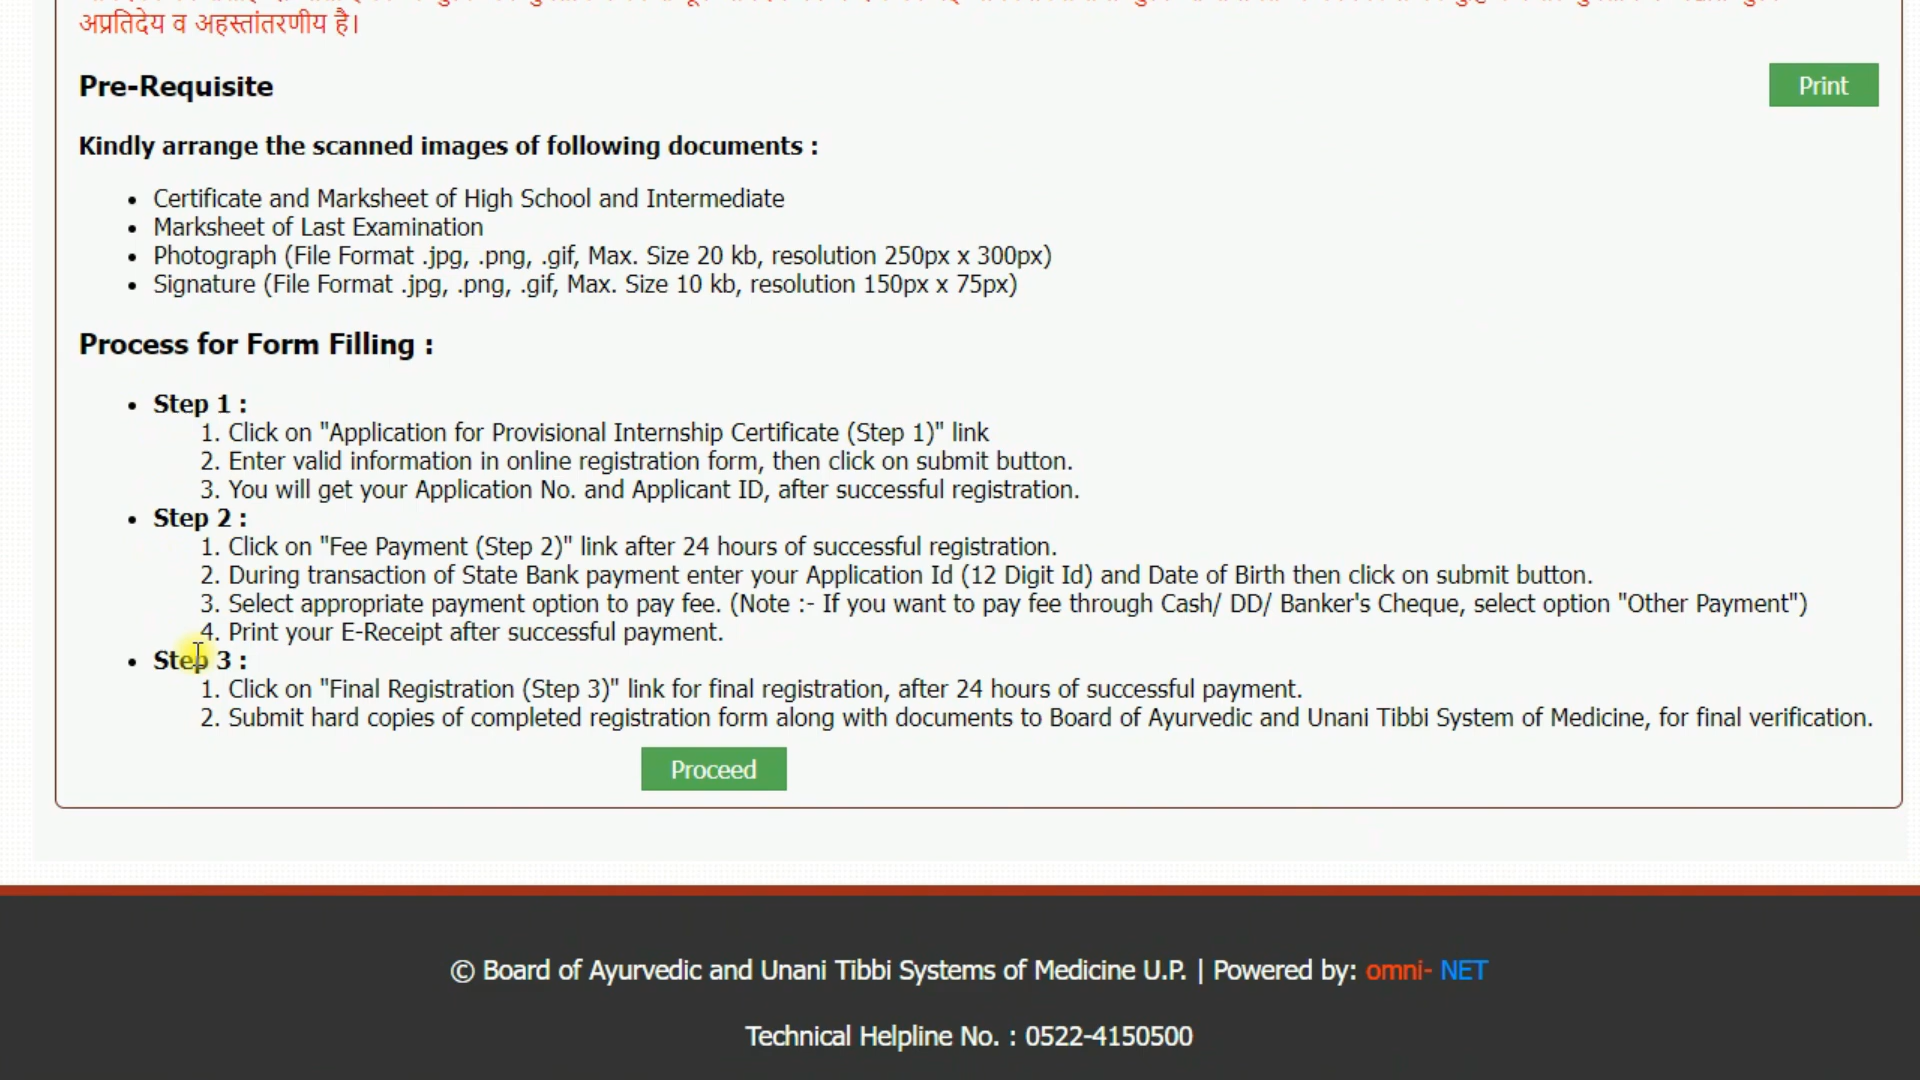 अप्रतिदेय व अहस्तांतरणीय है।
Pre-Requisite
Print
Kindly arrange the scanned images of following documents :
• Certificate and Marksheet of High School and Intermediate
• Marksheet of Last Examination
• Photograph (File Format .jpg, .png, .gif, Max. Size 20 kb, resolution 250px x 300px)
• Signature (File Format .jpg, .png, .gif, Max. Size 10 kb, resolution 150px x 75px)
Process for Form Filling :
• Step 1 :
1. Click on "Application for Provisional Internship Certificate (Step 1)" link
2. Enter valid information in online registration form, then click on submit button.
3. You will get your Application No. and Applicant ID, after successful registration.
• Step 2 :
1. Click on "Fee Payment (Step 2)" link after 24 hours of successful registration.
2. During transaction of State Bank payment enter your Application Id (12 Digit Id) and Date of Birth then click on submit button.
3. Select appropriate payment option to pay fee. (Note :- If you want to pay fee through Cash/ DD/ Banker's Cheque, select option "Other Payment")
4. Print your E-Receipt after successful payment.
• Step 3 :
1. Click on "Final Registration (Step 3)" link for final registration, after 24 hours of successful payment.
2. Submit hard copies of completed registration form along with documents to Board of Ayurvedic and Unani Tibbi System of Medicine, for final verification.
Proceed
© Board of Ayurvedic and Unani Tibbi Systems of Medicine U.P. | Powered by: omni- NET
Technical Helpline No. : 0522-4150500